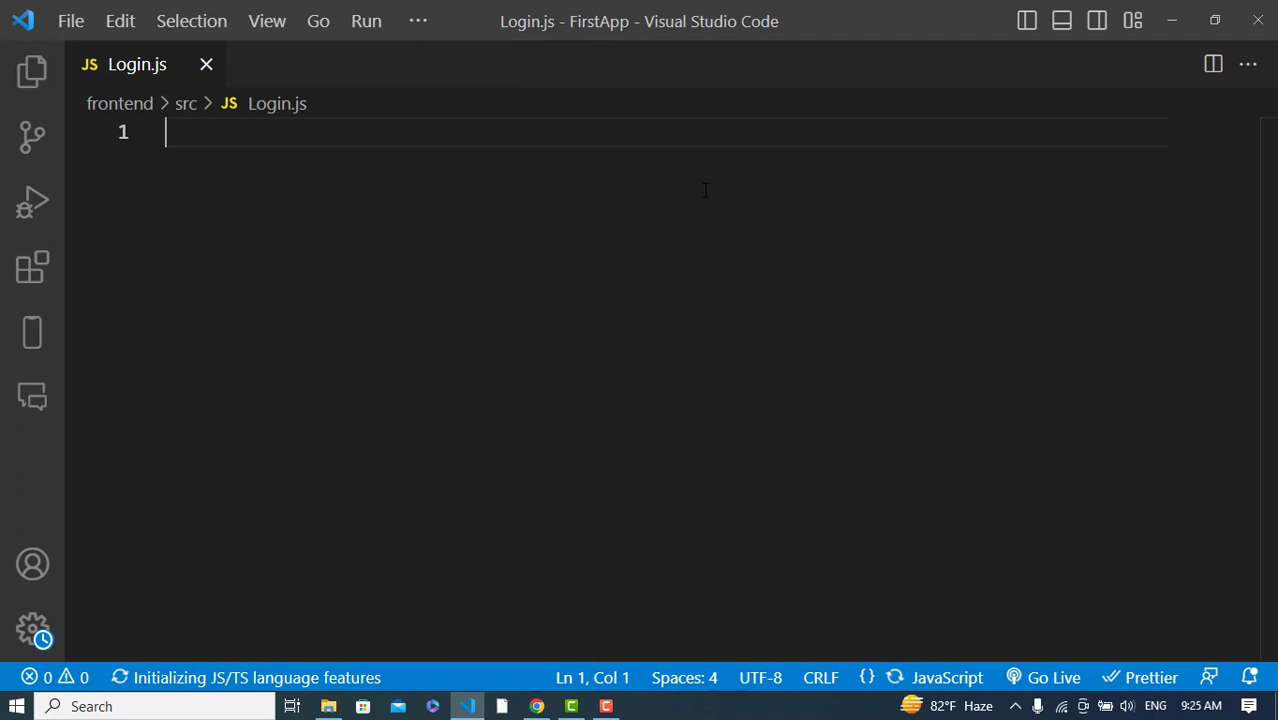 File Edit Selection View Go Run ··· Login.js - FirstApp - Visual Studio Code
JS Login.js
frontend > src > JS Login.js
1
0 0 Initializing JS/TS language features Ln 1, Col 1 Spaces: 4 UTF-8 CRLF {} JavaScript Go Live Prettier
Search 82°F Haze ENG 9:25 AM